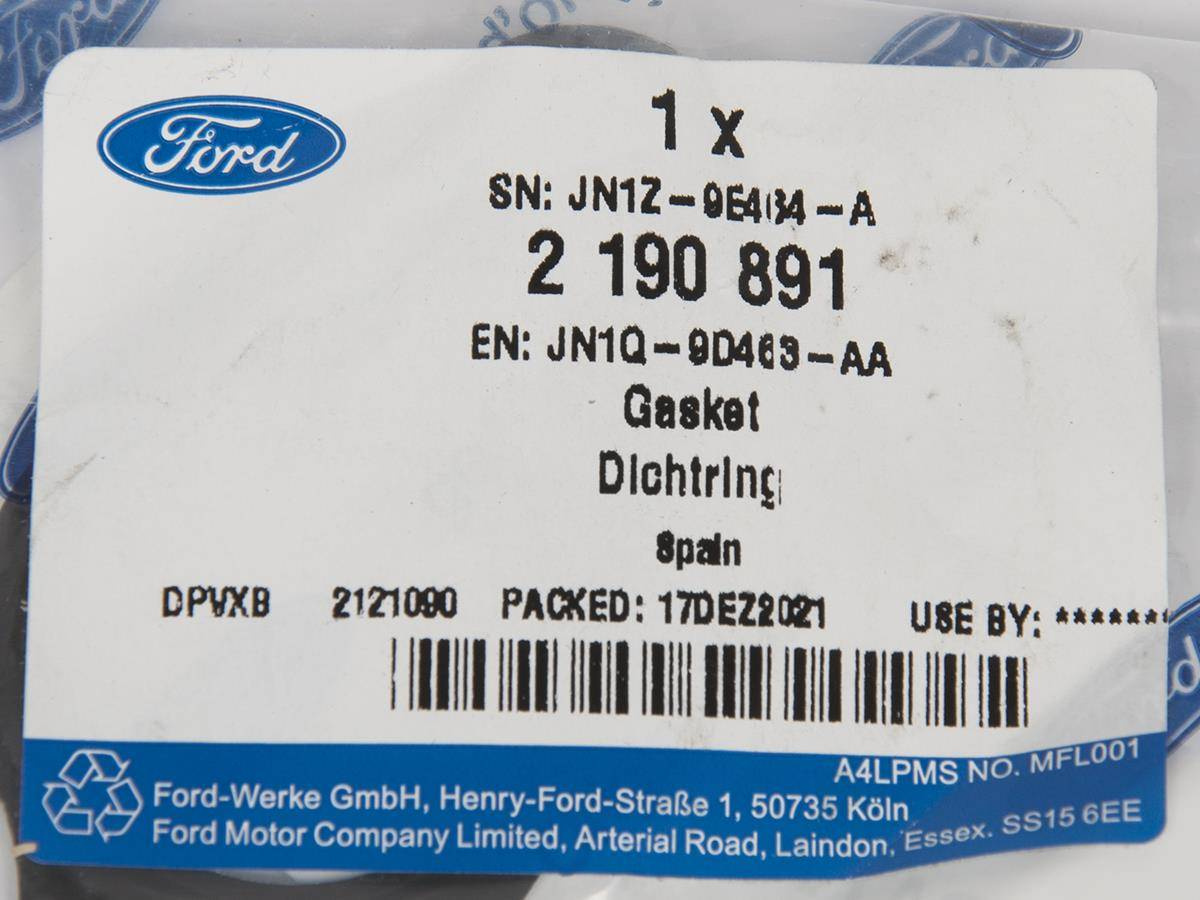 Ford
Ford
1 x
SN: JN1Z-9E464-A
2 190 891
EN: JN1Q-9D463-AA
Gasket
Dichtring
Spain
DPVXB 2121090 PACKED: 17DEZ2021 USE BY: *******
A4LPMS NO. MFL001
Ford-Werke GmbH, Henry-Ford-Straße 1, 50735 Köln
Ford Motor Company Limited, Arterial Road, Laindon, Essex. SS15 6EE